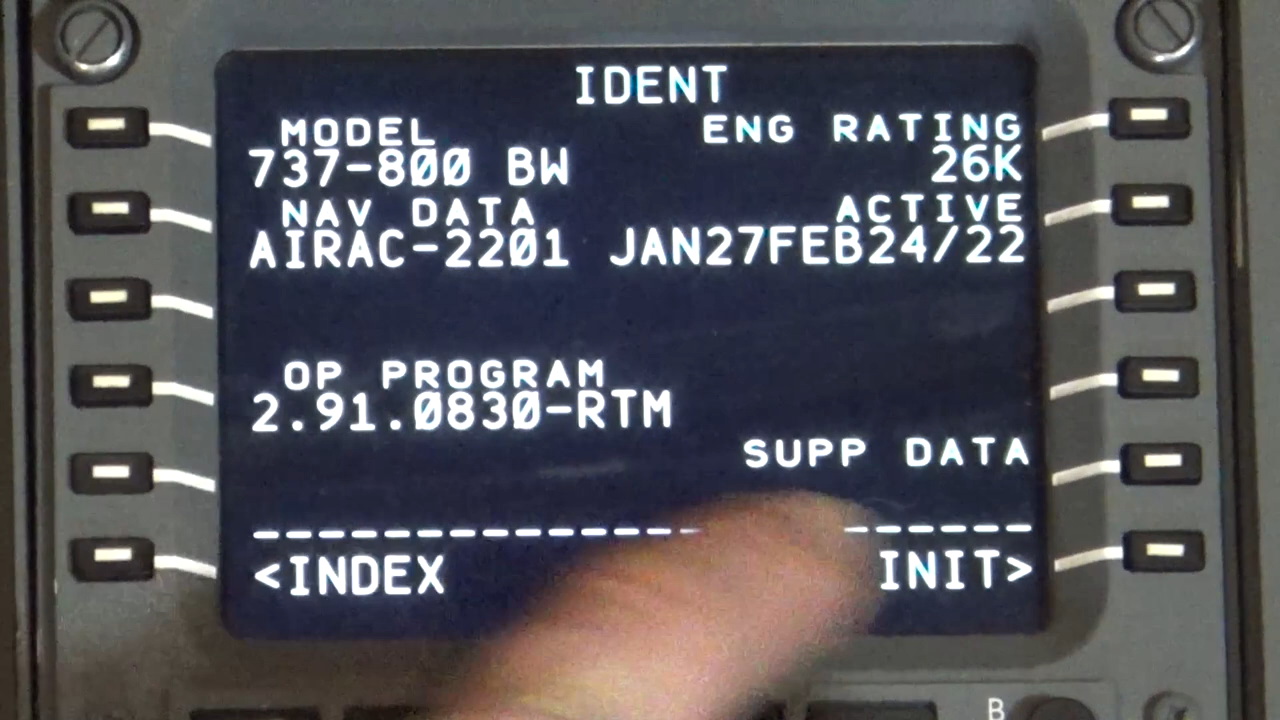 IDENT
MODEL ENG RATING
737-800 BW 26K
NAV DATA ACTIVE
AIRAC-2201 JAN27FEB24/22
OP PROGRAM
2.91.0830-RTM
SUPP DATA
<INDEX INIT>
B